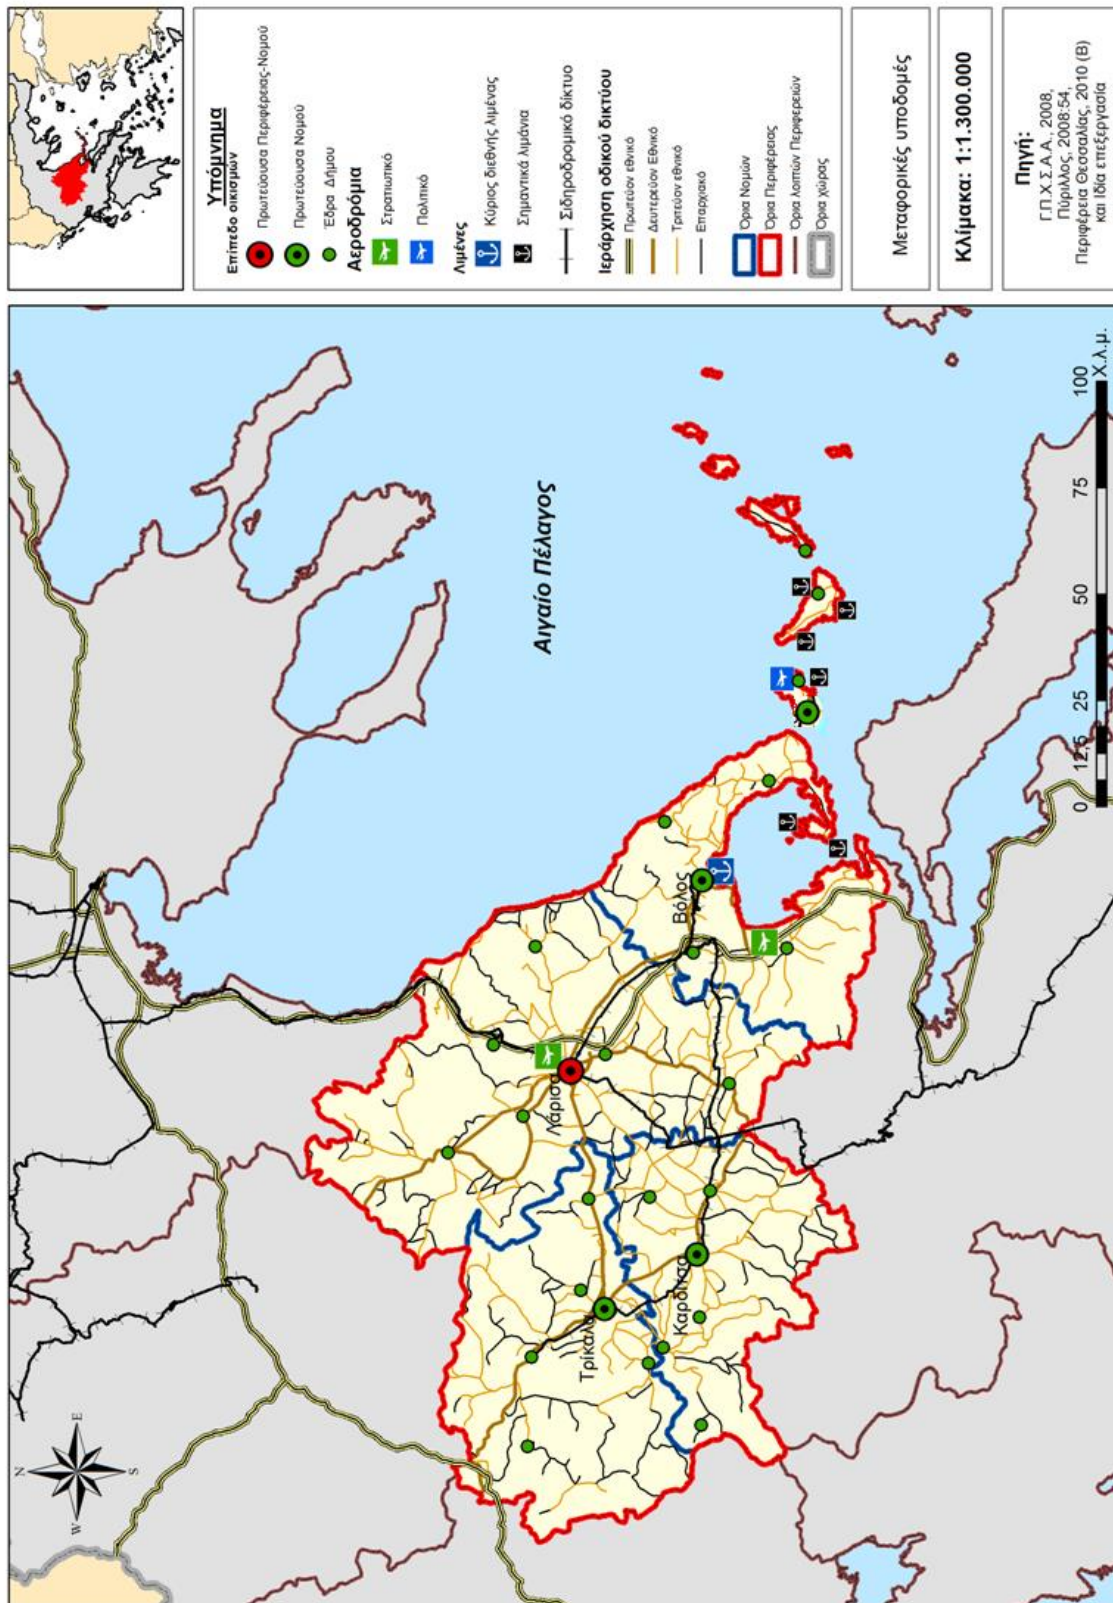 N
W
E
S
Αιγαίο Πέλαγος
Λάρισα
Βόλος
Τρίκαλα
Καρδίτσα
0
12,5
25
50
75
100
Χ.λ.μ.
Υπόμνημα
Επίπεδο οικισμών
Πρωτεύουσα Περιφέρειας-Νομού
Πρωτεύουσα Νομού
Έδρα Δήμου
Αεροδρόμια
Στρατιωτικό
Πολιτικό
Λιμένες
Κύριος διεθνής λιμένας
Σημαντικά λιμάνια
Σιδηροδρομικό δίκτυο
Ιεράρχηση οδικού δικτύου
Πρωτεύον εθνικό
Δευτερεύον Εθνικό
Τριτεύον εθνικό
Επαρχιακό
Όρια Νομών
Όρια Περιφέρειας
Όρια λοιπών Περιφερειών
Όρια χώρας
Μεταφορικές υποδομές
Κλίμακα: 1:1.300.000
Πηγή:
Γ.Π.Χ.Σ.Α.Α., 2008,
Πύριλλος, 2008:54,
Περιφέρεια Θεσσαλίας, 2010 (Β)
και Ιδία επεξεργασία